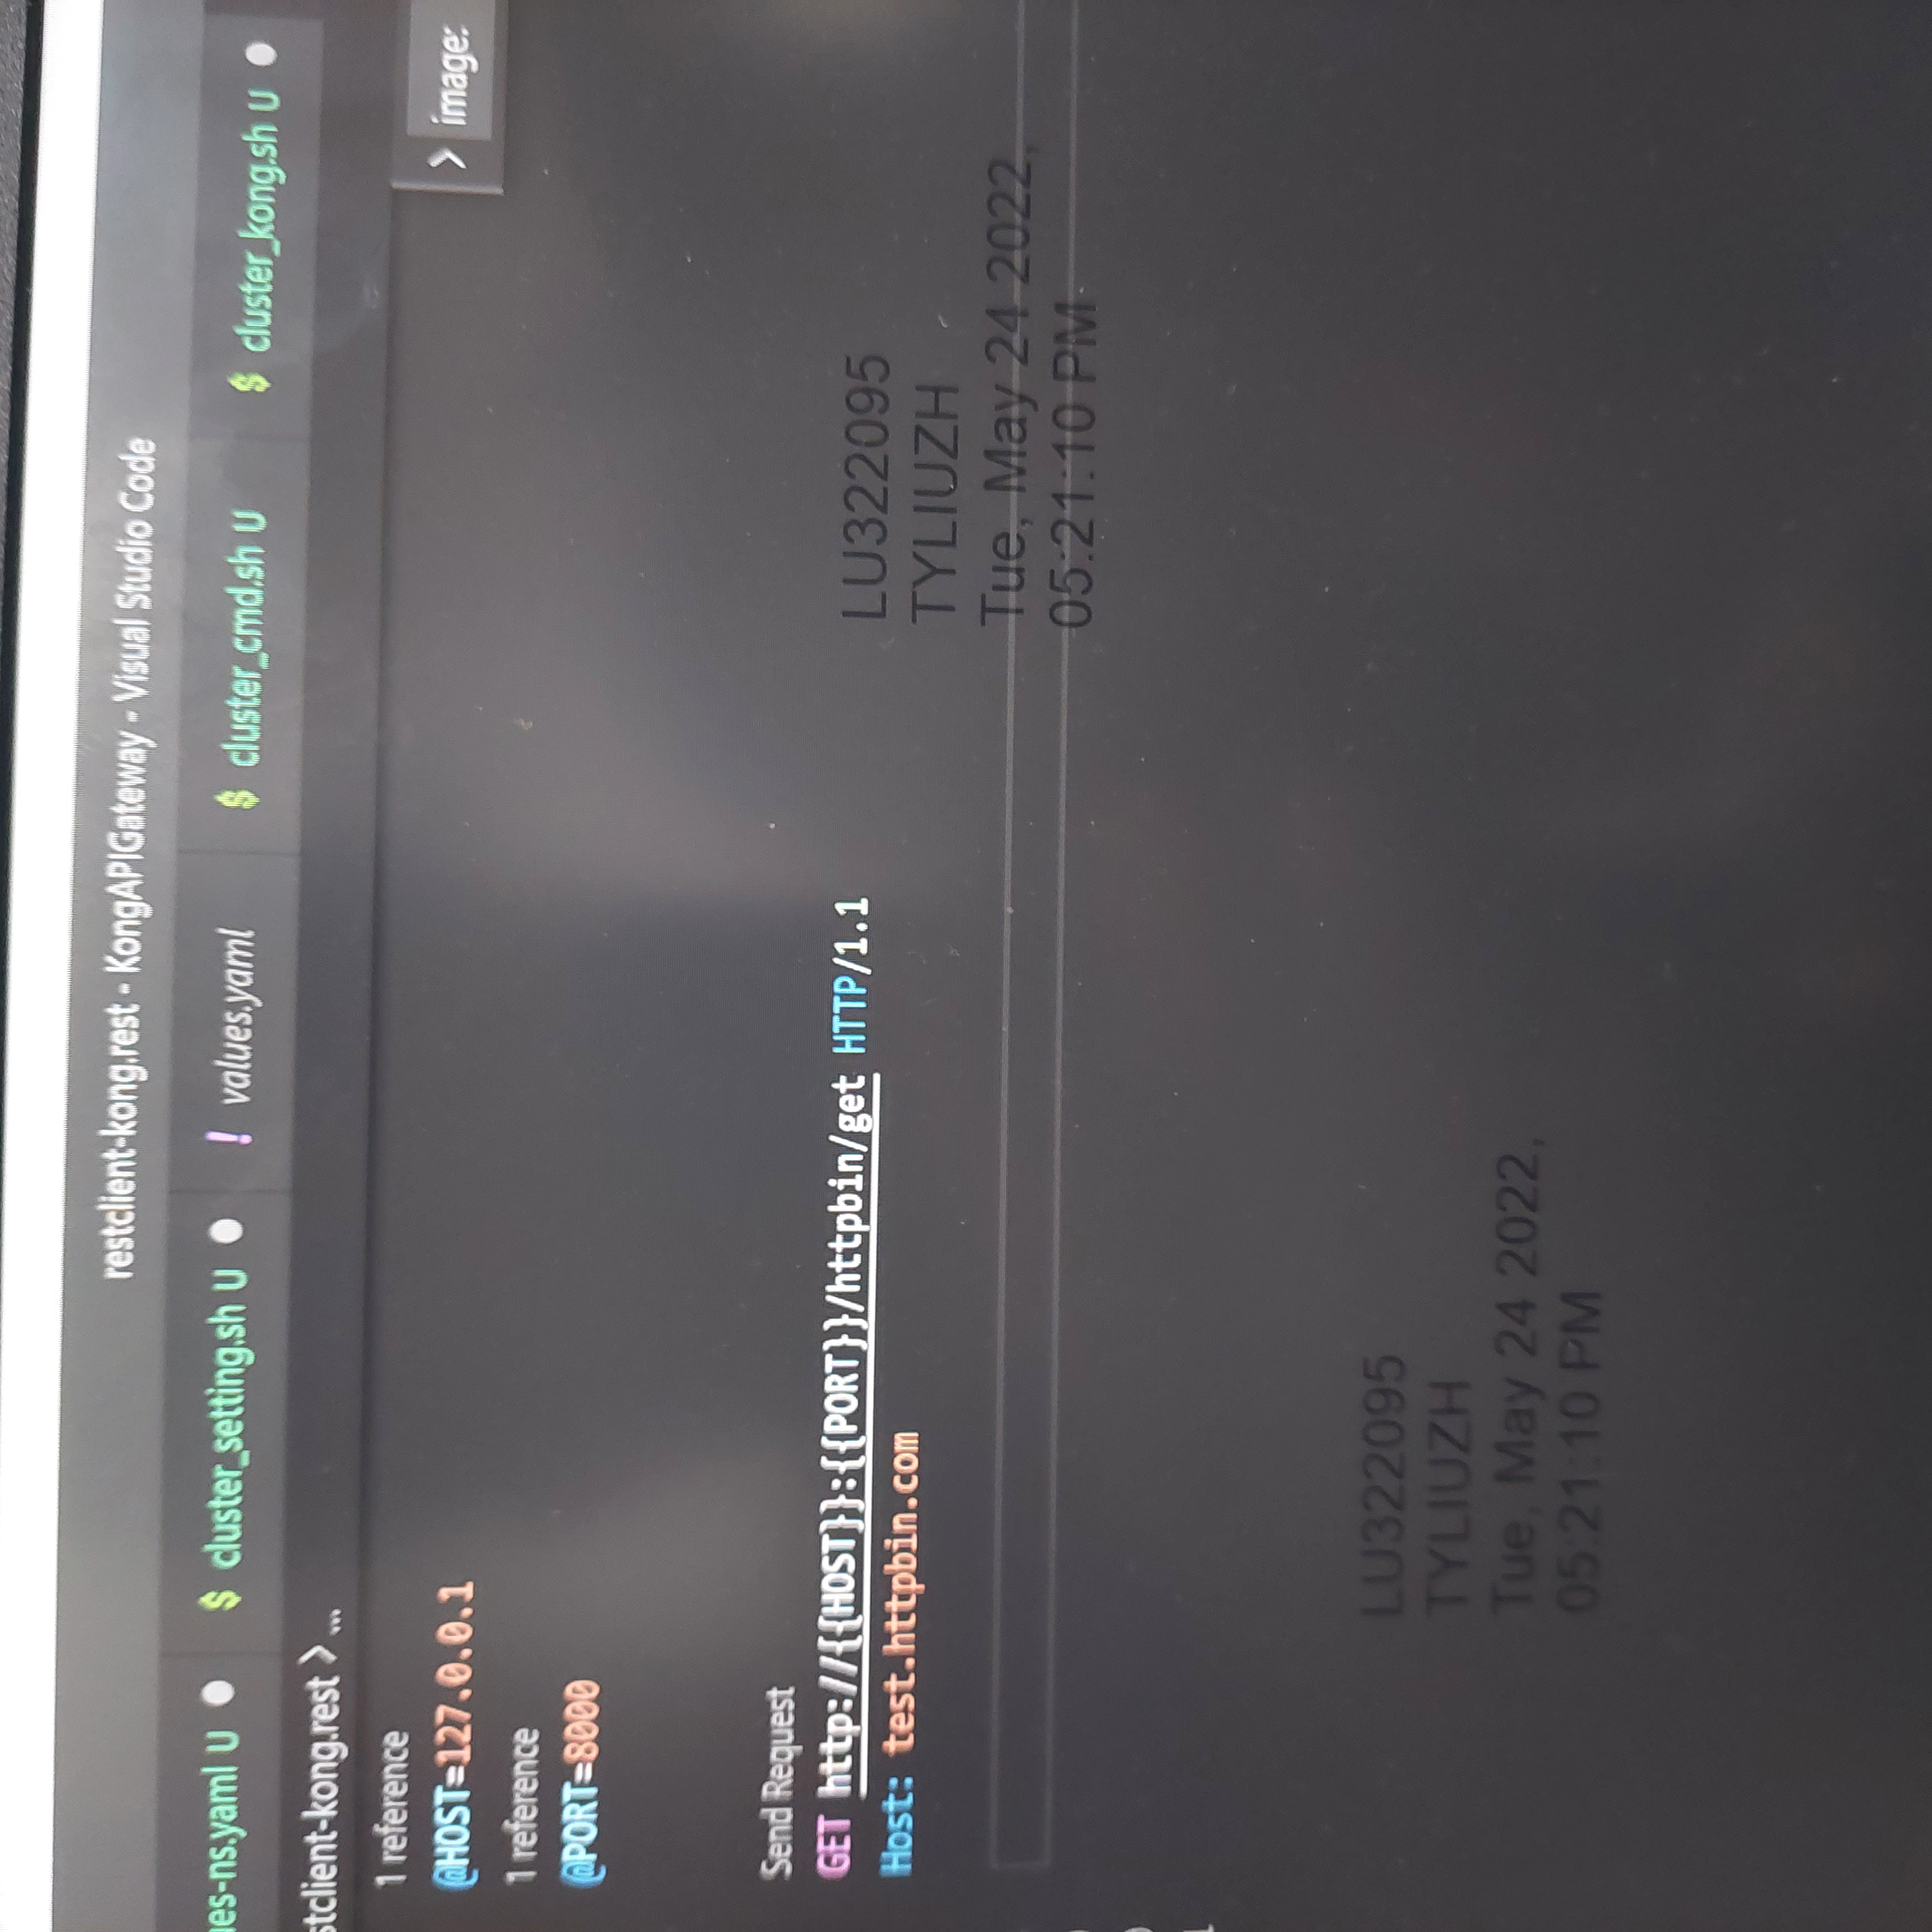 restclient-kong.rest - KongAPIGateway - Visual Studio Code
es-ns.yaml U ● $ cluster_setting.sh U ● ! values.yaml $ cluster_cmd.sh U $ cluster_kong.sh U ●
stclient-kong.rest > ...
1 reference
@HOST=127.0.0.1
> image:
1 reference
@PORT=8000
Send Request
GET http://{{HOST}}:{{PORT}}/httpbin/get HTTP/1.1
Host: test.httpbin.com
LU322095
TYLIUZH
Tue, May 24 2022,
05:21:10 PM
LU322095
TYLIUZH
Tue, May 24 2022,
05:21:10 PM